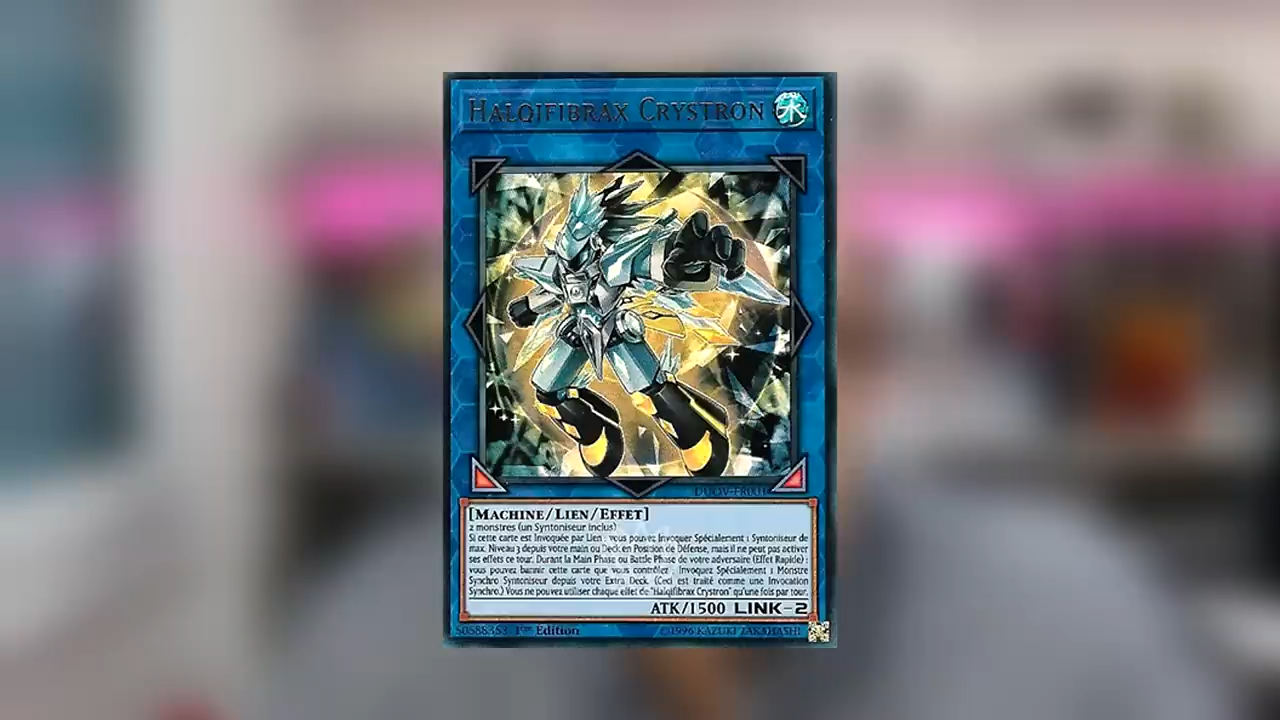 HALQIFIBRAX CRYSTRON 水
DUOV-FR001
[MACHINE/LIEN/EFFET]
2 monstres (un Syntoniseur inclus)
Si cette carte est Invoquée par Lien : vous pouvez Invoquer Spécialement 1 Syntoniseur de
max. Niveau 3 depuis votre main ou Deck en Position de Défense, mais il ne peut pas activer
ses effets ce tour. Durant la Main Phase ou Battle Phase de votre adversaire (Effet Rapide) :
vous pouvez bannir cette carte que vous contrôlez ; Invoquez Spécialement 1 Monstre
Synchro Syntoniseur depuis votre Extra Deck. (Ceci est traité comme une Invocation
Synchro.) Vous ne pouvez utiliser chaque effet de "Halqifibrax Crystron" qu'une fois par tour.
ATK/1500 LINK-2
50588353 1st Edition ©1996 KAZUKI TAKAHASHI